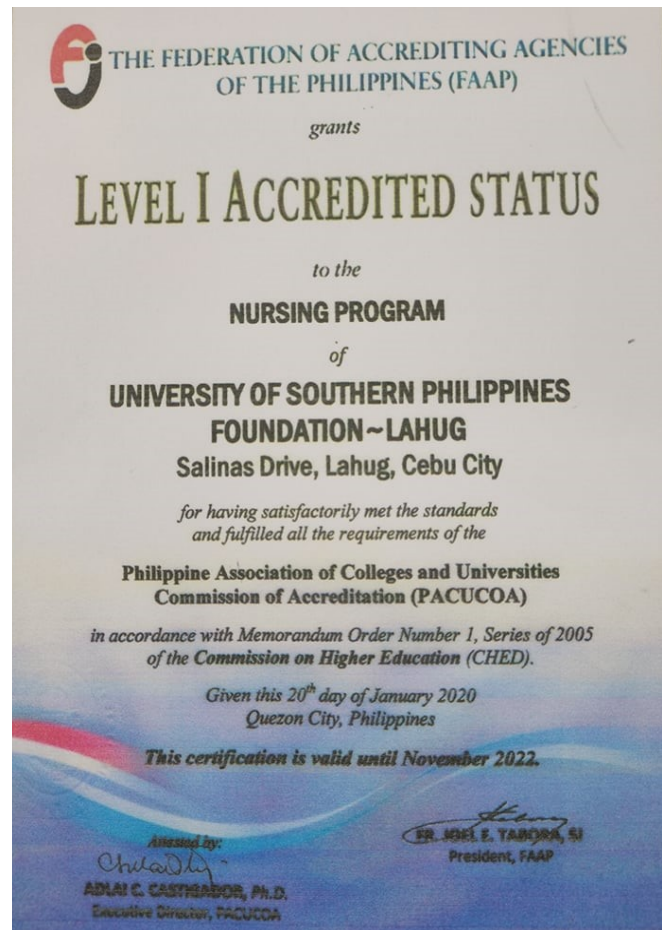 THE FEDERATION OF ACCREDITING AGENCIES
OF THE PHILIPPINES (FAAP)
grants
LEVEL I ACCREDITED STATUS
to the
NURSING PROGRAM
of
UNIVERSITY OF SOUTHERN PHILIPPINES
FOUNDATION~LAHUG
Salinas Drive, Lahug, Cebu City
for having satisfactorily met the standards
and fulfilled all the requirements of the
Philippine Association of Colleges and Universities
Commission of Accreditation (PACUCOA)
in accordance with Memorandum Order Number 1, Series of 2005
of the Commission on Higher Education (CHED).
Given this 20th day of January 2020
Quezon City, Philippines
This certification is valid until November 2022.
Attested by:
ADLAI C. CASTIGADOR, Ph.D.
Executive Director, PACUCOA
FR. JOEL E. TABORA, SJ
President, FAAP